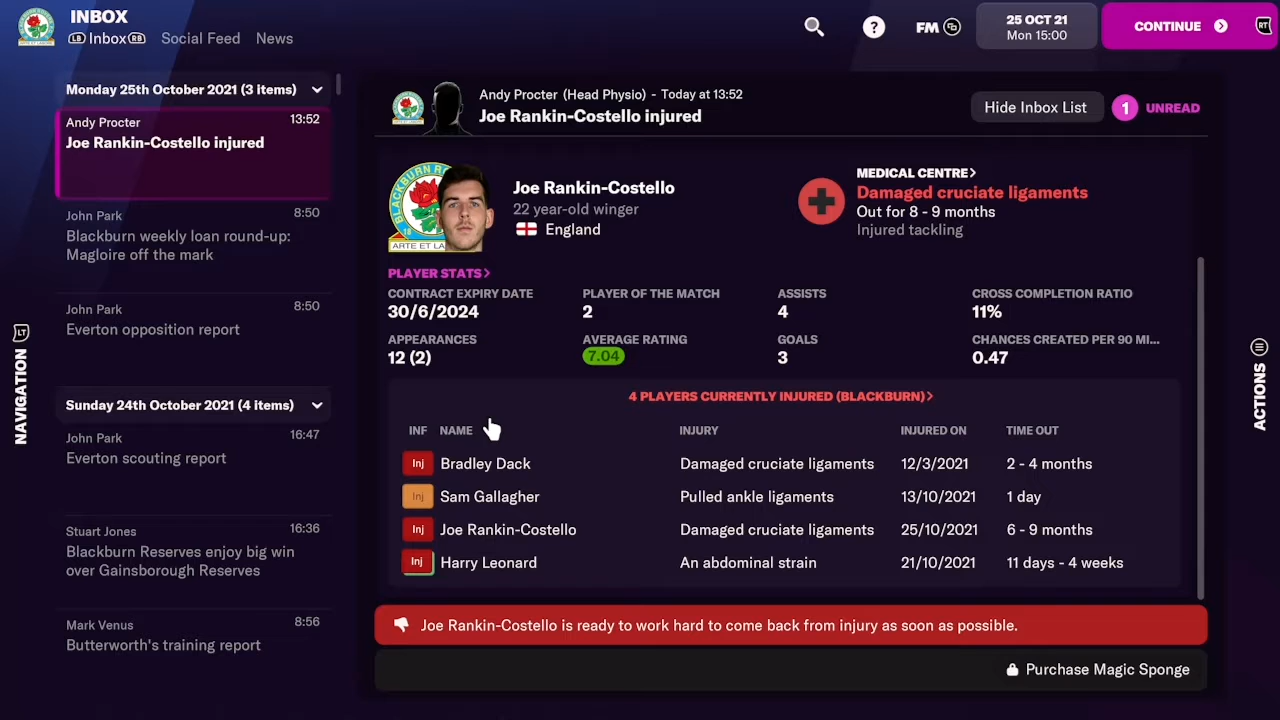 INBOX
LB Inbox RB Social Feed News
FM
25 OCT 21
Mon 15:00
CONTINUE
RT
Monday 25th October 2021 (3 items)
Andy Procter 13:52
Joe Rankin-Costello injured
John Park 8:50
Blackburn weekly loan round-up:
Magloire off the mark
John Park 8:50
Everton opposition report
Sunday 24th October 2021 (4 items)
John Park 16:47
Everton scouting report
Stuart Jones 16:36
Blackburn Reserves enjoy big win
over Gainsborough Reserves
Mark Venus 8:56
Butterworth's training report
LT
NAVIGATION
Andy Procter (Head Physio) - Today at 13:52
Joe Rankin-Costello injured
Hide Inbox List
1 UNREAD
BLACKBURN RO
18
ARTE ET LA
Joe Rankin-Costello
22 year-old winger
England
MEDICAL CENTRE>
Damaged cruciate ligaments
Out for 8 - 9 months
Injured tackling
PLAYER STATS>
CONTRACT EXPIRY DATE PLAYER OF THE MATCH ASSISTS CROSS COMPLETION RATIO
30/6/2024 2 4 11%
APPEARANCES AVERAGE RATING GOALS CHANCES CREATED PER 90 MI...
12 (2) 7.04 3 0.47
4 PLAYERS CURRENTLY INJURED (BLACKBURN)>
INF NAME INJURY INJURED ON TIME OUT
Inj Bradley Dack Damaged cruciate ligaments 12/3/2021 2 - 4 months
Inj Sam Gallagher Pulled ankle ligaments 13/10/2021 1 day
Inj Joe Rankin-Costello Damaged cruciate ligaments 25/10/2021 6 - 9 months
Inj Harry Leonard An abdominal strain 21/10/2021 11 days - 4 weeks
Joe Rankin-Costello is ready to work hard to come back from injury as soon as possible.
Purchase Magic Sponge
ACTIONS